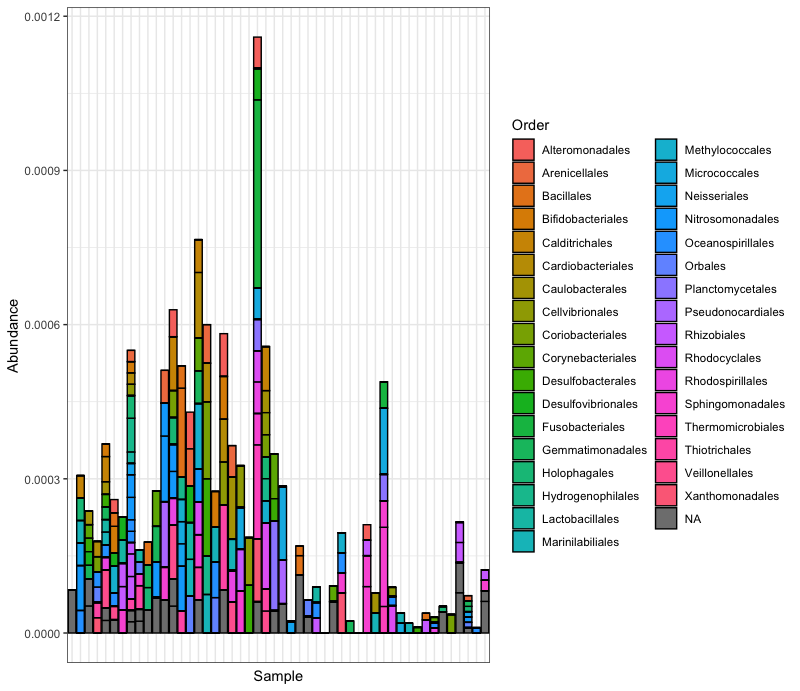 0.0012
0.0009
0.0006
0.0003
0.0000
Abundance
Sample
Order
Alteromonadales
Arenicellales
Bacillales
Bifidobacteriales
Calditrichales
Cardiobacteriales
Caulobacterales
Cellvibrionales
Coriobacteriales
Corynebacteriales
Desulfobacterales
Desulfovibrionales
Fusobacteriales
Gemmatimonadales
Holophagales
Hydrogenophilales
Lactobacillales
Marinilabiliales
Methylococcales
Micrococcales
Neisseriales
Nitrosomonadales
Oceanospirillales
Orbales
Planctomycetales
Pseudonocardiales
Rhizobiales
Rhodocyclales
Rhodospirillales
Sphingomonadales
Thermomicrobiales
Thiotrichales
Veillonellales
Xanthomonadales
NA